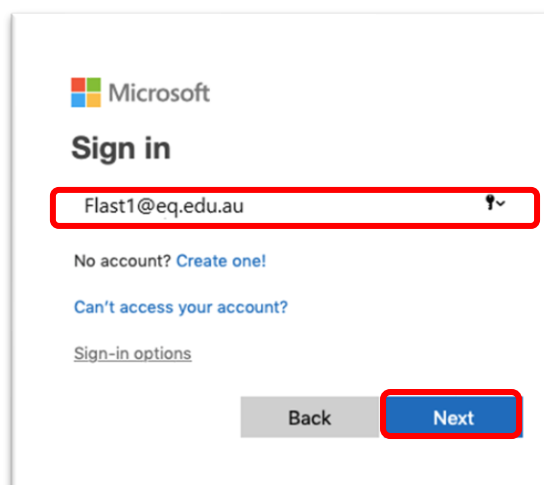 Microsoft
Sign in
Flast1@eq.edu.au
No account? Create one!
Can't access your account?
Sign-in options
Back Next